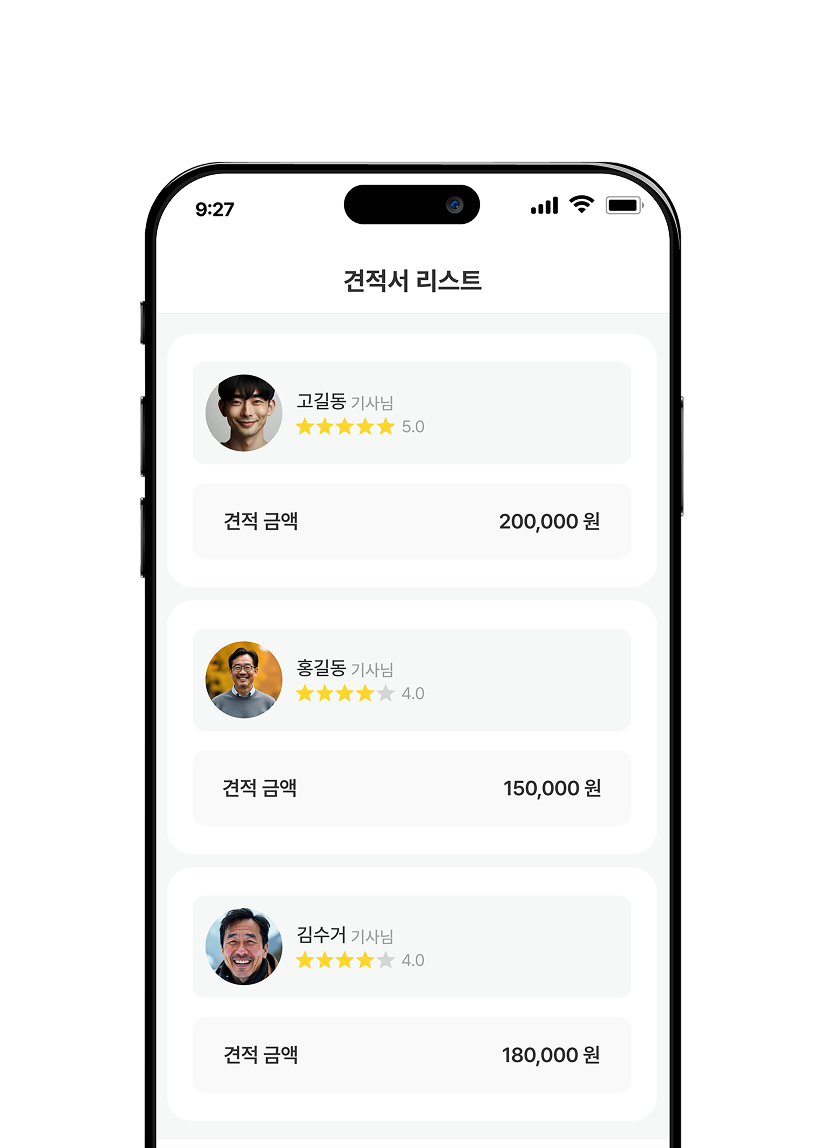 9:27
견적서 리스트
고길동 기사님
5.0
견적 금액 200,000 원
홍길동 기사님
4.0
견적 금액 150,000 원
김수거 기사님
4.0
견적 금액 180,000 원